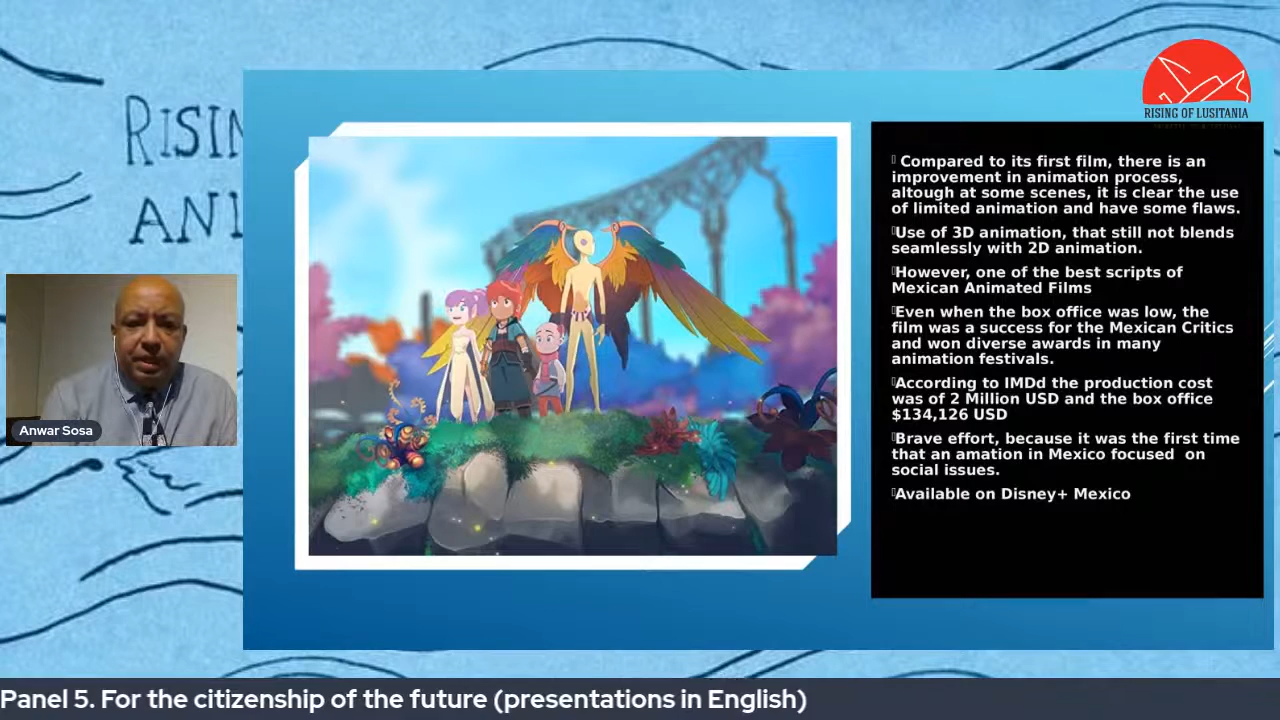 RISIN
ANI
RISING OF LUSITANIA
Compared to its first film, there is an
improvement in animation process,
altough at some scenes, it is clear the use
of limited animation and have some flaws.
Use of 3D animation, that still not blends
seamlessly with 2D animation.
However, one of the best scripts of
Mexican Animated Films
Even when the box office was low, the
film was a success for the Mexican Critics
and won diverse awards in many
animation festivals.
According to IMDd the production cost
was of 2 Million USD and the box office
$134,126 USD
Brave effort, because it was the first time
that an amation in Mexico focused  on
social issues.
Available on Disney+ Mexico
Anwar Sosa
Panel 5. For the citizenship of the future (presentations in English)